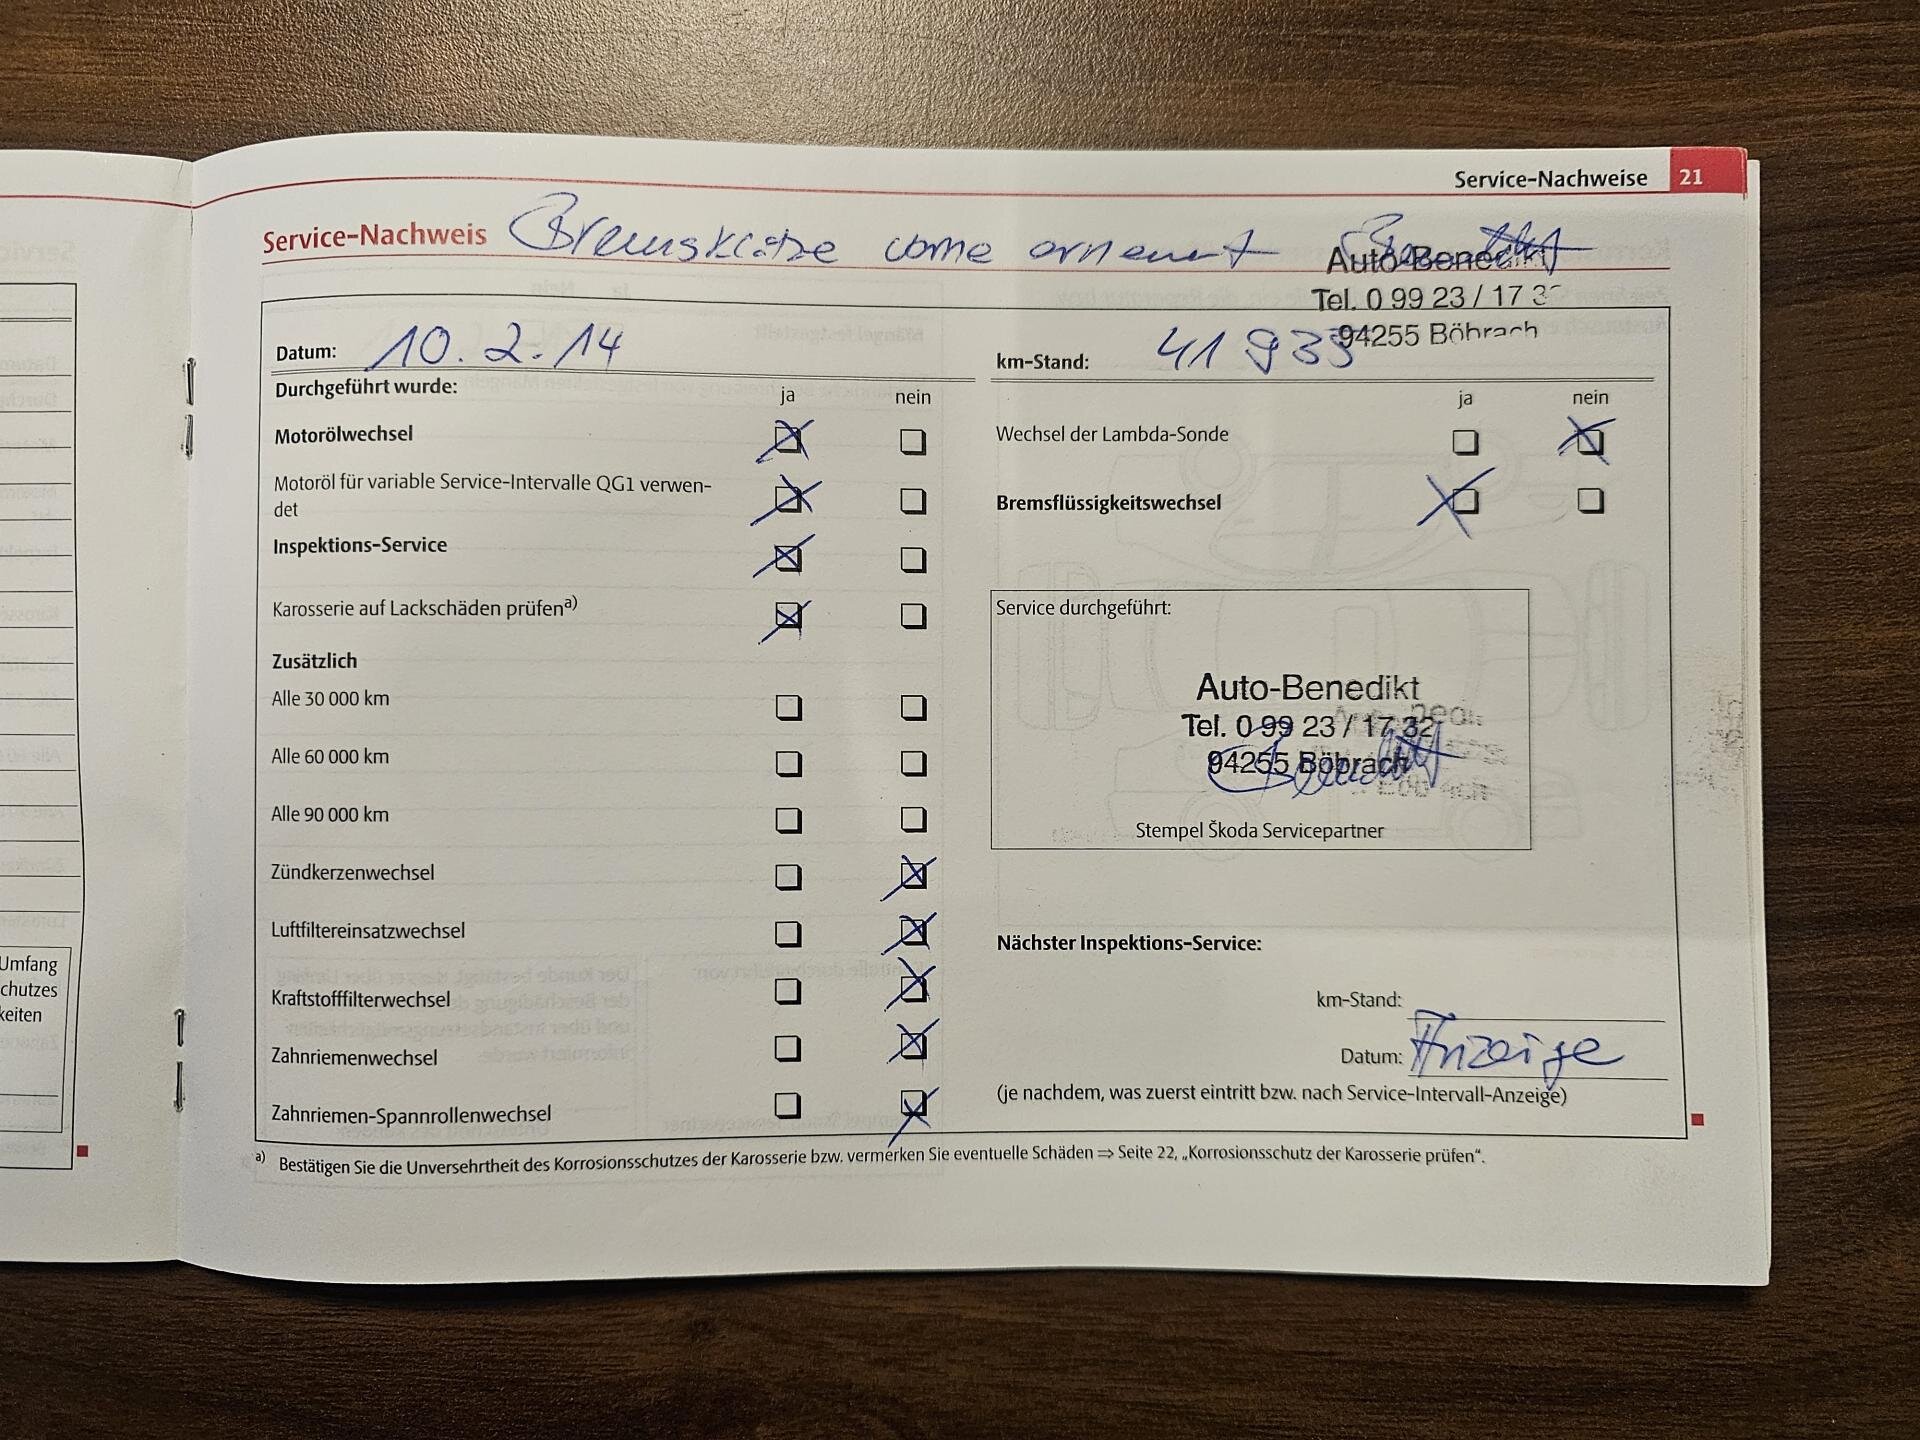 Service-Nachweise 21
Service-Nachweis Bremsklötze vorne erneuert
Auto-Benedikt
Tel. 0 99 23 / 17 32
94255 Böbrach
Datum: 10.2.14
km-Stand: 41 935
Durchgeführt wurde: ja nein
ja nein
Motorölwechsel
Wechsel der Lambda-Sonde
Motoröl für variable Service-Intervalle QG1 verwen-
det
Bremsflüssigkeitswechsel
Inspektions-Service
Karosserie auf Lackschäden prüfen a)
Zusätzlich
Alle 30 000 km
Alle 60 000 km
Alle 90 000 km
Zündkerzenwechsel
Luftfiltereinsatzwechsel
Kraftstofffilterwechsel
Zahnriemenwechsel
Zahnriemen-Spannrollenwechsel
Service durchgeführt:
Auto-Benedikt
Tel. 0 99 23 / 17 32
94255 Böbrach
Stempel Škoda Servicepartner
Nächster Inspektions-Service:
km-Stand:
Datum: Anzeige
(je nachdem, was zuerst eintritt bzw. nach Service-Intervall-Anzeige)
a) Bestätigen Sie die Unversehrtheit des Korrosionsschutzes der Karosserie bzw. vermerken Sie eventuelle Schäden ⇒ Seite 22, „Korrosionsschutz der Karosserie prüfen“.
Umfang
chutzes
keiten